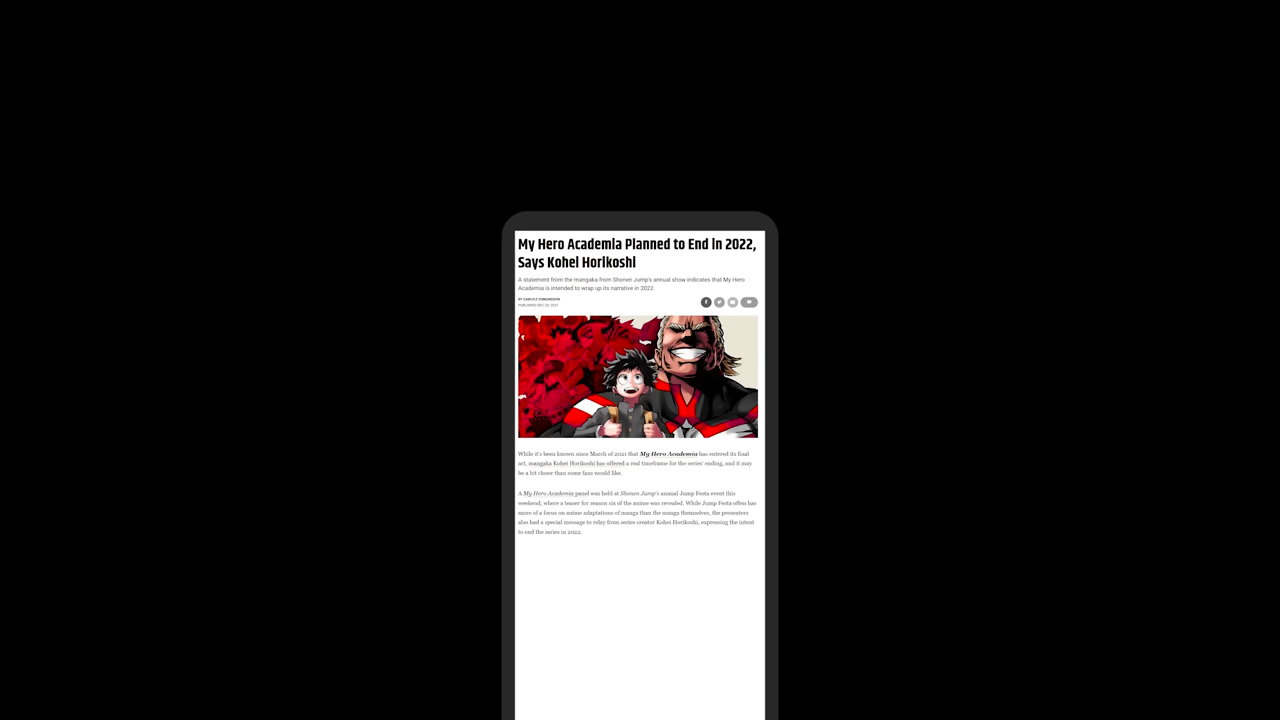 My Hero Academia Planned to End in 2022,
Says Kohei Horikoshi
A statement from the mangaka from Shonen Jump's annual show indicates that My Hero
Academia is intended to wrap up its narrative in 2022.
BY CARLYLE EDMUNDSON
PUBLISHED DEC 20, 2021
While it's been known since March of 2021 that My Hero Academia has entered its final
act, mangaka Kohei Horikoshi has offered a real timeframe for the series' ending, and it may
be a bit closer than some fans would like.
A My Hero Academia panel was held at Shonen Jump's annual Jump Festa event this
weekend, where a teaser for season six of the anime was revealed. While Jump Festa often has
more of a focus on anime adaptations of manga than the manga themselves, the presenters
also had a special message to relay from series creator Kohei Horikoshi, expressing the intent
to end the series in 2022.